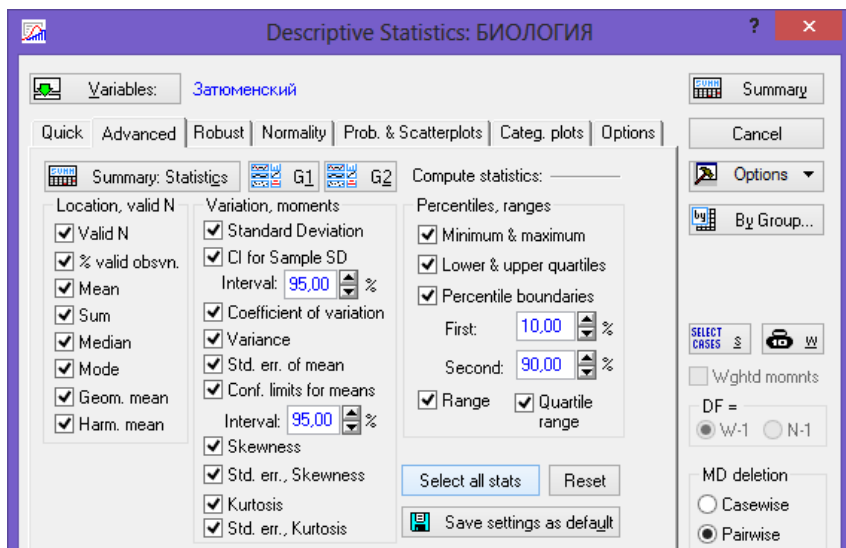 Descriptive Statistics: БИОЛОГИЯ
?
×
Variables:
Затюменский
Summary
Quick
Advanced
Robust
Normality
Prob. & Scatterplots
Categ. plots
Options
Cancel
SUMM Summary: Statistics
G1
G2
Compute statistics:
Options
By Group...
Location, valid N
Valid N
% valid obsvn.
Mean
Sum
Median
Mode
Geom. mean
Harm. mean
Variation, moments
Standard Deviation
CI for Sample SD
Interval: 95,00 %
Coefficient of variation
Variance
Std. err. of mean
Conf. limits for means
Interval: 95,00 %
Skewness
Std. err., Skewness
Kurtosis
Std. err., Kurtosis
Percentiles, ranges
Minimum & maximum
Lower & upper quartiles
Percentile boundaries
First: 10,00 %
Second: 90,00 %
Range
Quartile
range
Select all stats
Reset
Save settings as default
SELECT
CASES S
W
Wghtd momnts
DF =
W-1
N-1
MD deletion
Casewise
Pairwise